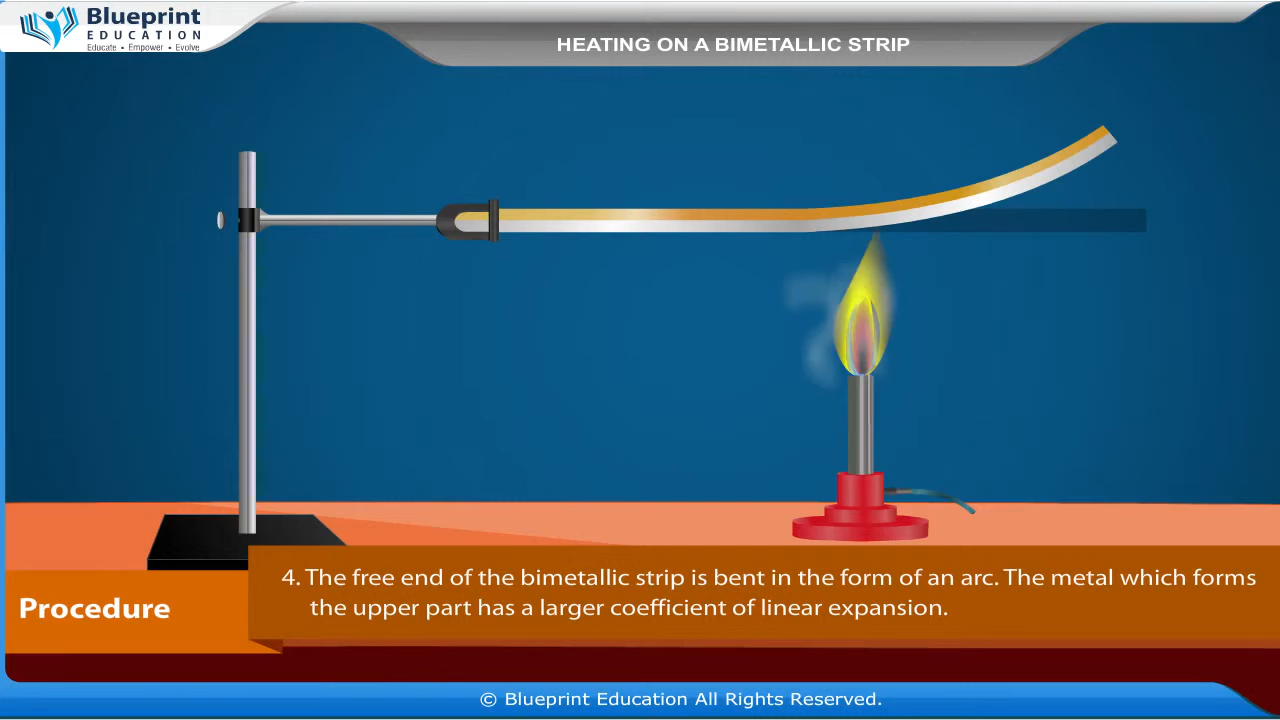 Blueprint
EDUCATION
Educate • Empower • Evolve
HEATING ON A BIMETALLIC STRIP
Procedure
4. The free end of the bimetallic strip is bent in the form of an arc. The metal which forms
the upper part has a larger coefficient of linear expansion.
© Blueprint Education All Rights Reserved.